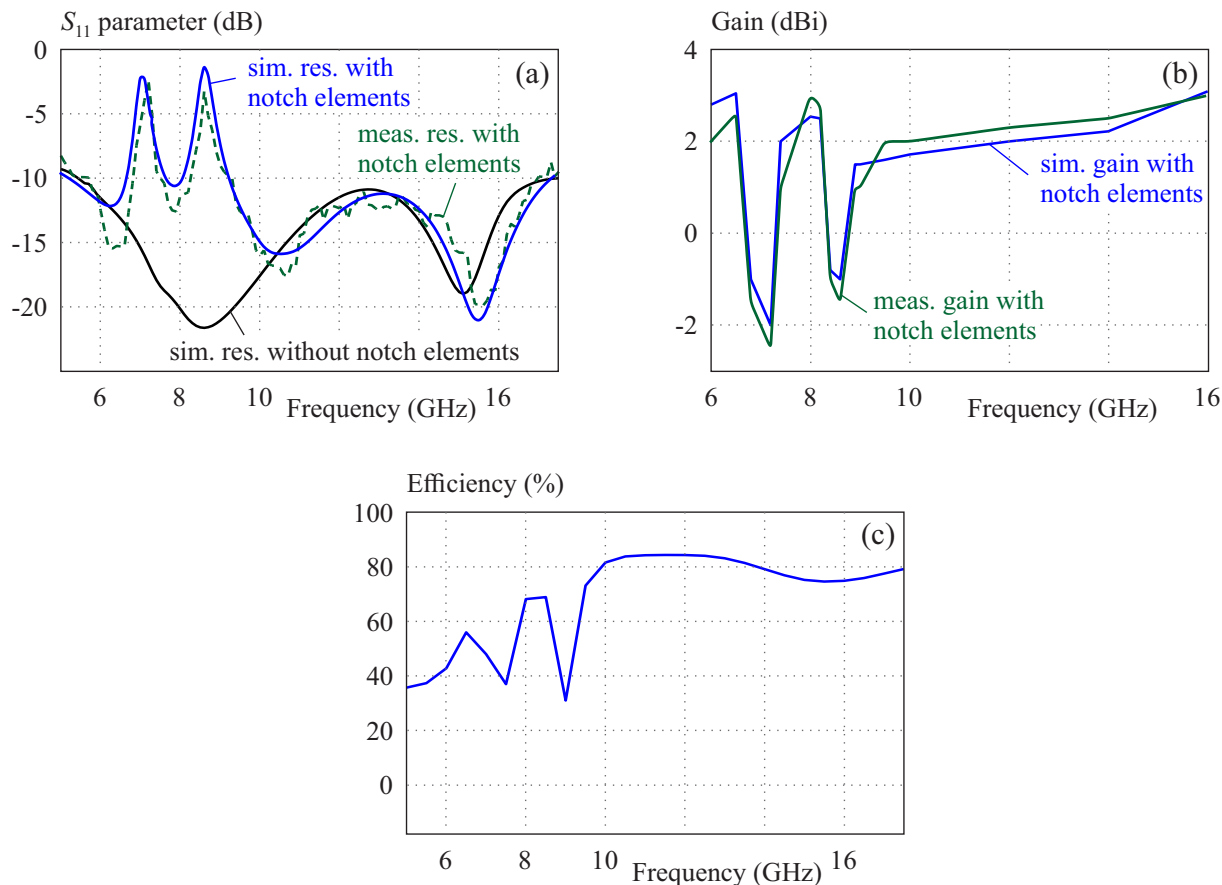 S11 parameter (dB)
0
-5
-10
-15
-20
(a)
sim. res. with
notch elements
meas. res. with
notch elements
sim. res. without notch elements
6
8
10
16
Frequency (GHz)
Gain (dBi)
4
2
0
-2
(b)
sim. gain with
notch elements
meas. gain with
notch elements
6
8
10
16
Frequency (GHz)
Efficiency (%)
100
80
60
40
20
0
(c)
6
8
10
16
Frequency (GHz)